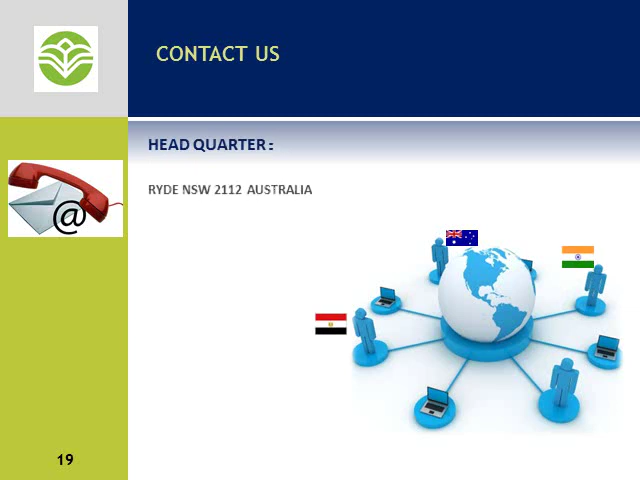 CONTACT US
HEAD QUARTER :
RYDE NSW 2112 AUSTRALIA
@
19